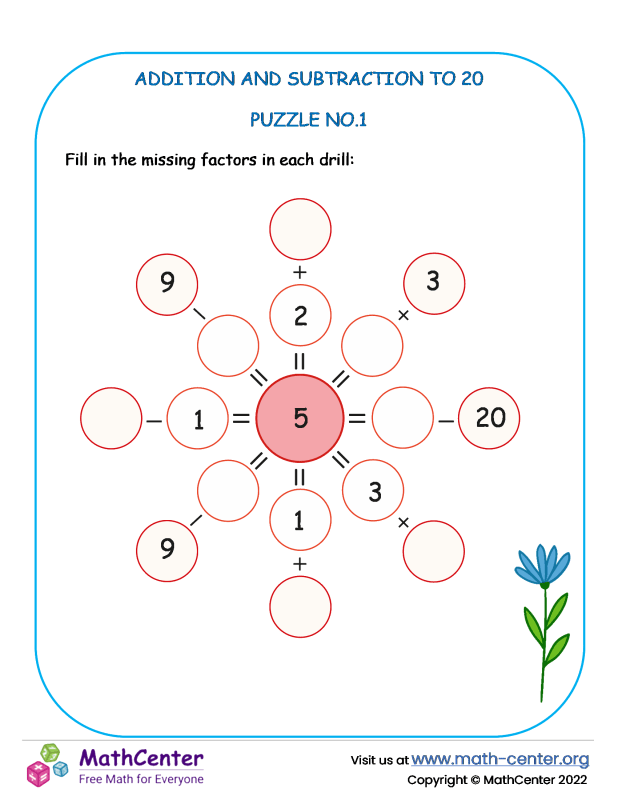 ADDITION AND SUBTRACTION TO 20
PUZZLE NO.1
Fill in the missing factors in each drill:
+
9 3
− 2 ×
= = =
− 1 = 5 = − 20
= = =
− 1 3 ×
9 +
MathCenter
Free Math for Everyone
Visit us at www.math-center.org
Copyright © MathCenter 2022